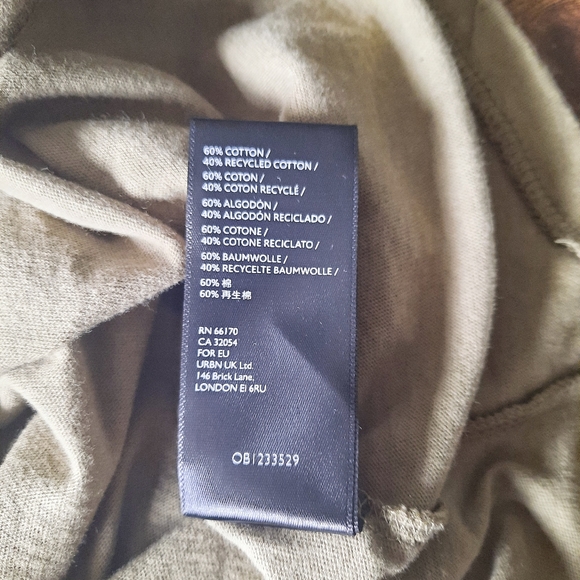 60% COTTON /
40% RECYCLED COTTON /
60% COTON /
40% COTON RECYCLÉ /
60% ALGODÓN /
40% ALGODÓN RECICLADO /
60% COTONE /
40% COTONE RECICLATO /
60% BAUMWOLLE /
40% RECYCELTE BAUMWOLLE /
60% 棉
60% 再生棉
RN 66170
CA 32054
FOR EU
URBN UK Ltd.
146 Brick Lane,
LONDON E1 6RU
OB1233529